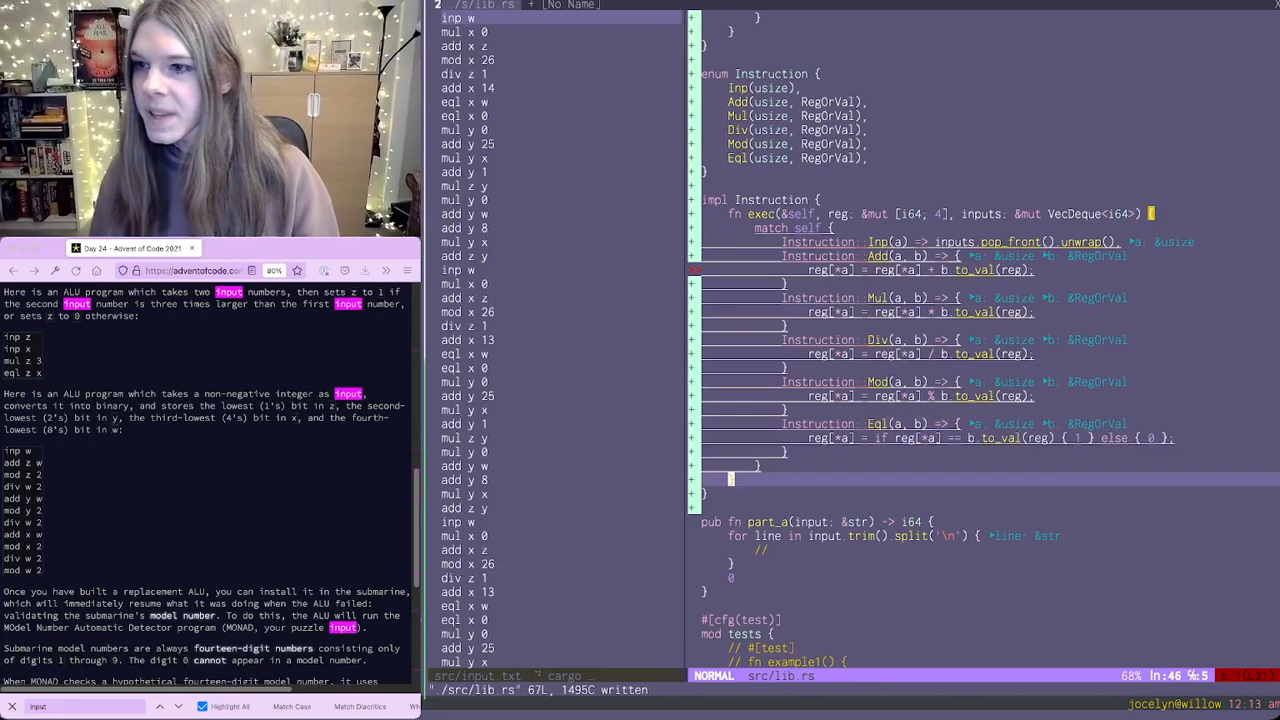 ALL HAIL
Day 24 - Advent of Code 2021 ×
https://adventofcode.co 80%
Here is an ALU program which takes two input numbers, then sets z to 1 if
the second input number is three times larger than the first input number,
or sets z to 0 otherwise:
inp z
inp x
mul z 3
eql z x
Here is an ALU program which takes a non-negative integer as input,
converts it into binary, and stores the lowest (1's) bit in z, the second-
lowest (2's) bit in y, the third-lowest (4's) bit in x, and the fourth-
lowest (8's) bit in w:
inp w
add z w
mod z 2
div w 2
add y w
mod y 2
div w 2
add x w
mod x 2
div w 2
mod w 2
Once you have built a replacement ALU, you can install it in the submarine,
which will immediately resume what it was doing when the ALU failed:
validating the submarine's model number. To do this, the ALU will run the
MOdel Number Automatic Detector program (MONAD, your puzzle input).
Submarine model numbers are always fourteen-digit numbers consisting only
of digits 1 through 9. The digit 0 cannot appear in a model number.
When MONAD checks a hypothetical fourteen-digit model number, it uses
× input Highlight All Match Case Match Diacritics Wh
2 ./s/lib.rs + [No Name] X
inp w
mul x 0
add x z
mod x 26
div z 1
add x 14
eql x w
eql x 0
mul y 0
add y 25
mul y x
add y 1
mul z y
mul y 0
add y w
add y 8
mul y x
add z y
inp w
mul x 0
add x z
mod x 26
div z 1
add x 13
eql x w
eql x 0
mul y 0
add y 25
mul y x
add y 1
mul z y
mul y 0
add y w
add y 8
mul y x
add z y
inp w
mul x 0
add x z
mod x 26
div z 1
add x 13
eql x w
eql x 0
mul y 0
add y 25
mul y x
src/input.txt cargo …
+ }
+ }
+ }
+
+ enum Instruction {
+ Inp(usize),
+ Add(usize, RegOrVal),
+ Mul(usize, RegOrVal),
+ Div(usize, RegOrVal),
+ Mod(usize, RegOrVal),
+ Eql(usize, RegOrVal),
+ }
+
+ impl Instruction {
+ fn exec(&self, reg: &mut [i64; 4], inputs: &mut VecDeque<i64>) {
+ match self {
+ Instruction::Inp(a) => inputs.pop_front().unwrap(), ▸a: &usize
+ Instruction::Add(a, b) => { ▸a: &usize ▸b: &RegOrVal
>> reg[*a] = reg[*a] + b.to_val(reg);
+ }
+ Instruction::Mul(a, b) => { ▸a: &usize ▸b: &RegOrVal
+ reg[*a] = reg[*a] * b.to_val(reg);
+ }
+ Instruction::Div(a, b) => { ▸a: &usize ▸b: &RegOrVal
+ reg[*a] = reg[*a] / b.to_val(reg);
+ }
+ Instruction::Mod(a, b) => { ▸a: &usize ▸b: &RegOrVal
+ reg[*a] = reg[*a] % b.to_val(reg);
+ }
+ Instruction::Eql(a, b) => { ▸a: &usize ▸b: &RegOrVal
+ reg[*a] = if reg[*a] == b.to_val(reg) { 1 } else { 0 };
+ }
+ }
+ }
+ }
+
pub fn part_a(input: &str) -> i64 {
for line in input.trim().split('\n') { ▸line: &str
//
}
0
}
#[cfg(test)]
mod tests {
// #[test]
// fn example1() {
NORMAL src/lib.rs 68% ln:46 ℅:5
"./src/lib.rs" 67L, 1495C written
jocelyn@willow 12:13 am